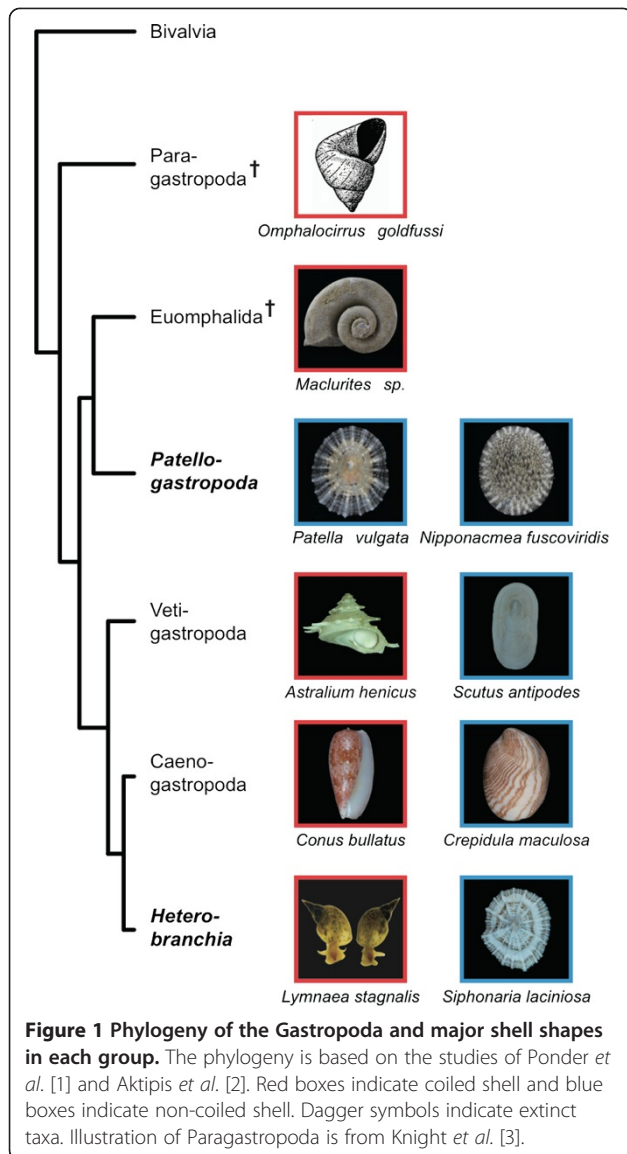 Bivalvia
Para-
gastropoda†
Omphalocirrus goldfussi
Euomphalida†
Maclurites sp.
Patello-
gastropoda
Patella vulgata Nipponacmea fuscoviridis
Veti-
gastropoda
Astralium henicus Scutus antipodes
Caeno-
gastropoda
Conus bullatus Crepidula maculosa
Hetero-
branchia
Lymnaea stagnalis Siphonaria laciniosa
Figure 1 Phylogeny of the Gastropoda and major shell shapes
in each group. The phylogeny is based on the studies of Ponder et
al. [1] and Aktipis et al. [2]. Red boxes indicate coiled shell and blue
boxes indicate non-coiled shell. Dagger symbols indicate extinct
taxa. Illustration of Paragastropoda is from Knight et al. [3].